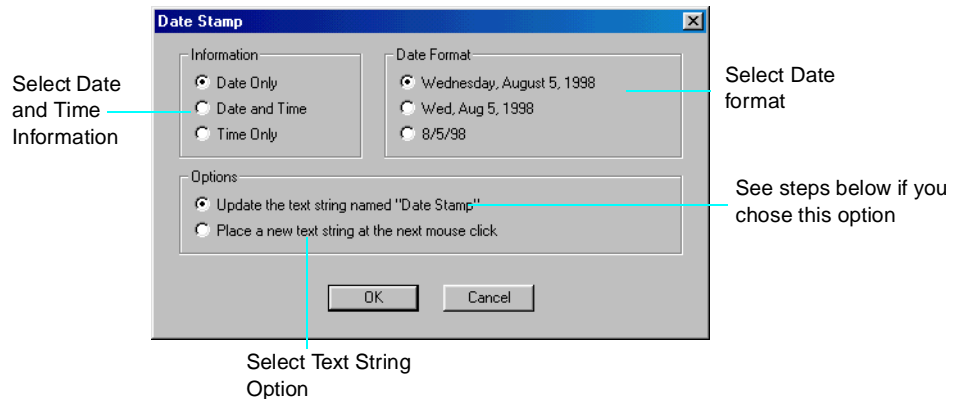 Date Stamp
Information
Date Only
Date and Time
Time Only
Date Format
Wednesday, August 5, 1998
Wed, Aug 5, 1998
8/5/98
Options
Update the text string named "Date Stamp"
Place a new text string at the next mouse click
OK
Cancel
Select Date
and Time
Information
Select Date
format
See steps below if you
chose this option
Select Text String
Option